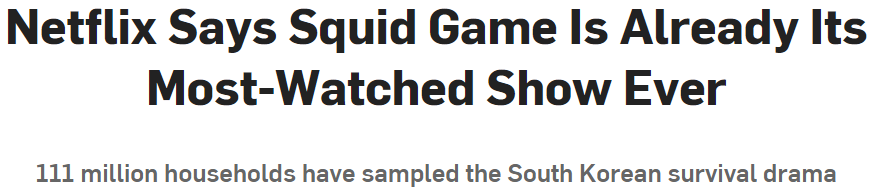 Netflix Says Squid Game Is Already Its
Most-Watched Show Ever
111 million households have sampled the South Korean survival drama